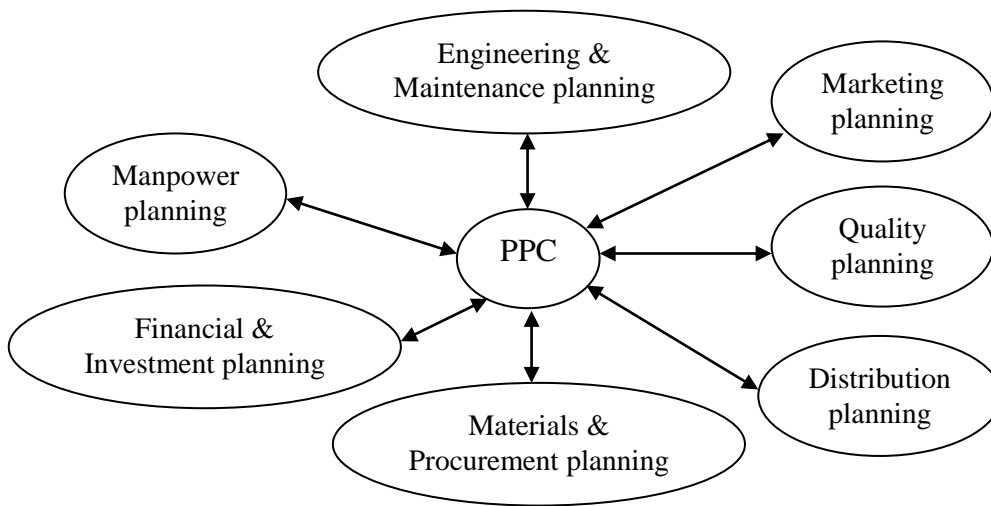 Engineering &
Maintenance planning
Marketing
planning
Manpower
planning
PPC
Quality
planning
Financial &
Investment planning
Distribution
planning
Materials &
Procurement planning